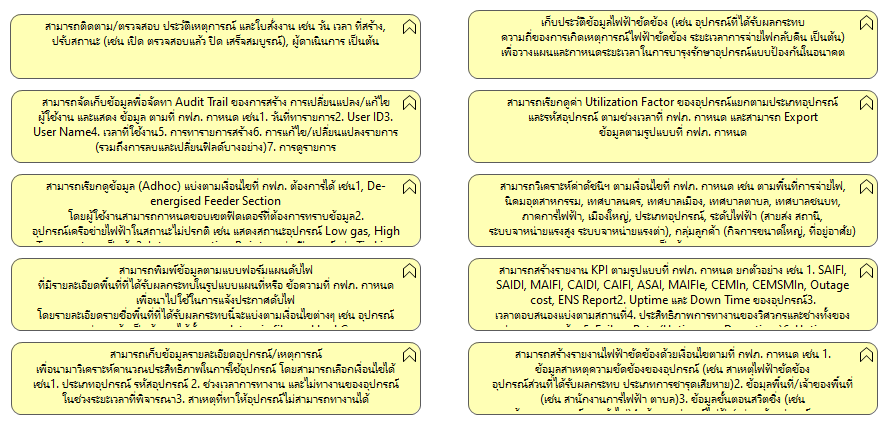 สามารถติดตาม/ตรวจสอบ ประวัติเหตุการณ์ และใบสั่งงาน เช่น วัน เวลา ที่สร้าง,
ปรับสถานะ (เช่น เปิด ตรวจสอบแล้ว ปิด เสร็จสมบูรณ์), ผู้ดำเนินการ เป็นต้น
เก็บประวัติข้อมูลไฟฟ้าขัดข้อง (เช่น อุปกรณ์ที่ได้รับผลกระทบ
ความถี่ของการเกิดเหตุการณ์ไฟฟ้าขัดข้อง ระยะเวลาการจ่ายไฟกลับคืน เป็นต้น)
เพื่อวางแผนและกำหนดระยะเวลาในการบำรุงรักษาอุปกรณ์แบบป้องกันในอนาคต
สามารถจัดเก็บข้อมูลเพื่อจัดทำ Audit Trail ของการสร้าง การเปลี่ยนแปลง/แก้ไข
ผู้ใช้งาน และแสดง ข้อมูล ตามที่ กฟภ. กำหนด เช่น1. วันที่ทำรายการ2. User ID3.
User Name4. เวลาที่ใช้งาน5. การทำรายการสร้าง6. การแก้ไข/เปลี่ยนแปลงรายการ
(รวมถึงการลบและเปลี่ยนฟิลด์บางอย่าง)7. การดูรายการ
สามารถเรียกดูค่า Utilization Factor ของอุปกรณ์แยกตามประเภทอุปกรณ์
และรหัสอุปกรณ์ ตามช่วงเวลาที่ กฟภ. กำหนด และสามารถ Export
ข้อมูลตามรูปแบบที่ กฟภ. กำหนด
สามารถเรียกดูข้อมูล (Adhoc) แบ่งตามเงื่อนไขที่ กฟภ. ต้องการได้ เช่น1, De-
energised Feeder Section
โดยผู้ใช้งานสามารถกำหนดขอบเขตฟิดเดอร์ที่ต้องการทราบข้อมูล2.
อุปกรณ์เครือข่ายไฟฟ้าในสถานะไม่ปรกติ เช่น แสดงสถานะอุปกรณ์ Low gas, High
สามารถวิเคราะห์ค่าดัชนีฯ ตามเงื่อนไขที่ กฟภ. กำหนด เช่น ตามพื้นที่การจ่ายไฟ,
นิคมอุตสาหกรรม, เทศบาลนคร, เทศบาลเมือง, เทศบาลตำบล, เทศบาลชนบท,
ภาคการไฟฟ้า, เมืองใหญ่, ประเภทอุปกรณ์, ระดับไฟฟ้า (สายส่ง สถานี,
ระบบจำหน่ายแรงสูง ระบบจำหน่ายแรงต่ำ), กลุ่มลูกค้า (กิจการขนาดใหญ่, ที่อยู่อาศัย)
สามารถพิมพ์ข้อมูลตามแบบฟอร์มแผนดับไฟ
ที่มีรายละเอียดพื้นที่ที่ได้รับผลกระทบในรูปแบบแผนที่หรือ ข้อความที่ กฟภ. กำหนด
เพื่อนำไปใช้ในการแจ้งประกาศดับไฟ
โดยรายละเอียดรายชื่อพื้นที่ที่ได้รับผลกระทบนี้จะแบ่งตามเงื่อนไขต่างๆ เช่น อุปกรณ์
สามารถสร้างรายงาน KPI ตามรูปแบบที่ กฟภ. กำหนด ยกตัวอย่าง เช่น 1. SAIFI,
SAIDI, MAIFI, CAIDI, CAIFI, ASAI, MAIFIe, CEMIn, CEMSMIn, Outage
cost, ENS Report2. Uptime และ Down Time ของอุปกรณ์3.
เวลาตอบสนองแบ่งตามสถานที่4. ประสิทธิภาพการทำงานของวิศวกรและช่างทั้งของ
สามารถเก็บข้อมูลรายละเอียดอุปกรณ์/เหตุการณ์
เพื่อนำมาวิเคราะห์คำนวณประสิทธิภาพในการใช้อุปกรณ์ โดยสามารถเลือกเงื่อนไขได้
เช่น1. ประเภทอุปกรณ์ รหัสอุปกรณ์ 2. ช่วงเวลาการทำงาน และไม่ทำงานของอุปกรณ์
ในช่วงระยะเวลาที่พิจารณา3. สาเหตุที่ทำให้อุปกรณ์ไม่สามารถทำงานได้
สามารถสร้างรายงานไฟฟ้าขัดข้องด้วยเงื่อนไขตามที่ กฟภ. กำหนด เช่น 1.
ข้อมูลสาเหตุความขัดข้องของอุปกรณ์ (เช่น สาเหตุไฟฟ้าขัดข้อง
อุปกรณ์ส่วนที่ได้รับผลกระทบ ประเภทการชำรุดเสียหาย)2. ข้อมูลพื้นที่/เจ้าของพื้นที่
(เช่น สำนักงานการไฟฟ้า ตำบล)3. ข้อมูลขั้นตอนสวิตชิ่ง (เช่น